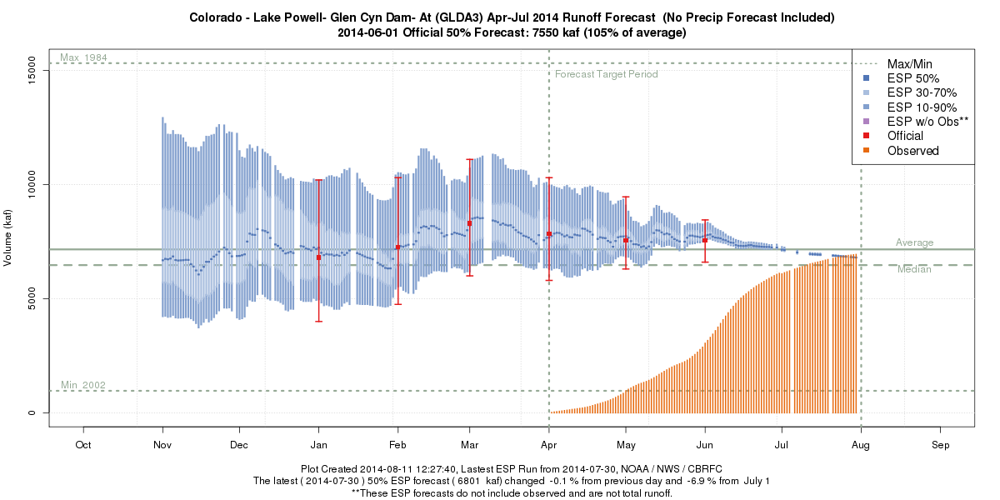 Colorado - Lake Powell- Glen Cyn Dam- At (GLDA3) Apr-Jul 2014 Runoff Forecast  (No Precip Forecast Included)
2014-06-01 Official 50% Forecast: 7550 kaf (105% of average)
Max 1984
Forecast Target Period
Max/Min
ESP 50%
ESP 30-70%
ESP 10-90%
ESP w/o Obs**
Official
Observed
Average
Median
Min 2002
Volume (kaf)
15000
10000
5000
0
Oct Nov Dec Jan Feb Mar Apr May Jun Jul Aug Sep
Plot Created 2014-08-11 12:27:40, Lastest ESP Run from 2014-07-30, NOAA / NWS / CBRFC
The latest ( 2014-07-30 ) 50% ESP forecast ( 6801  kaf) changed  -0.1 % from previous day and  -6.9 % from  July 1
**These ESP forecasts do not include observed and are not total runoff.